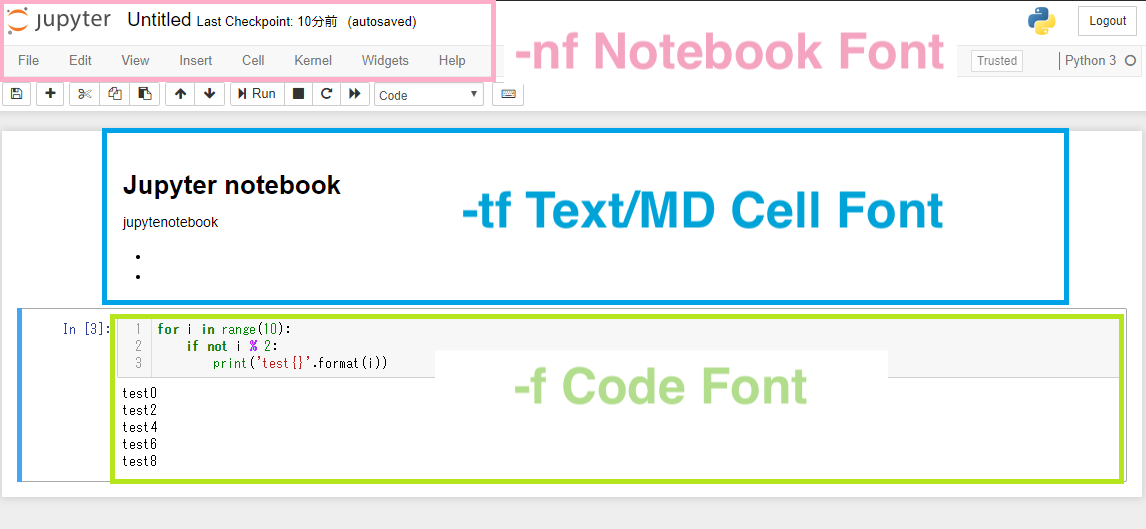 jupyter Untitled Last Checkpoint: 10分前 (autosaved) Logout
-nf Notebook Font
File Edit View Insert Cell Kernel Widgets Help Trusted Python 3
Run Code
Jupyter notebook
-tf Text/MD Cell Font
jupytenotebook
In [3]: 1 for i in range(10):
2 if not i % 2:
3 print('test{}'.format(i))
-f Code Font
test0
test2
test4
test6
test8